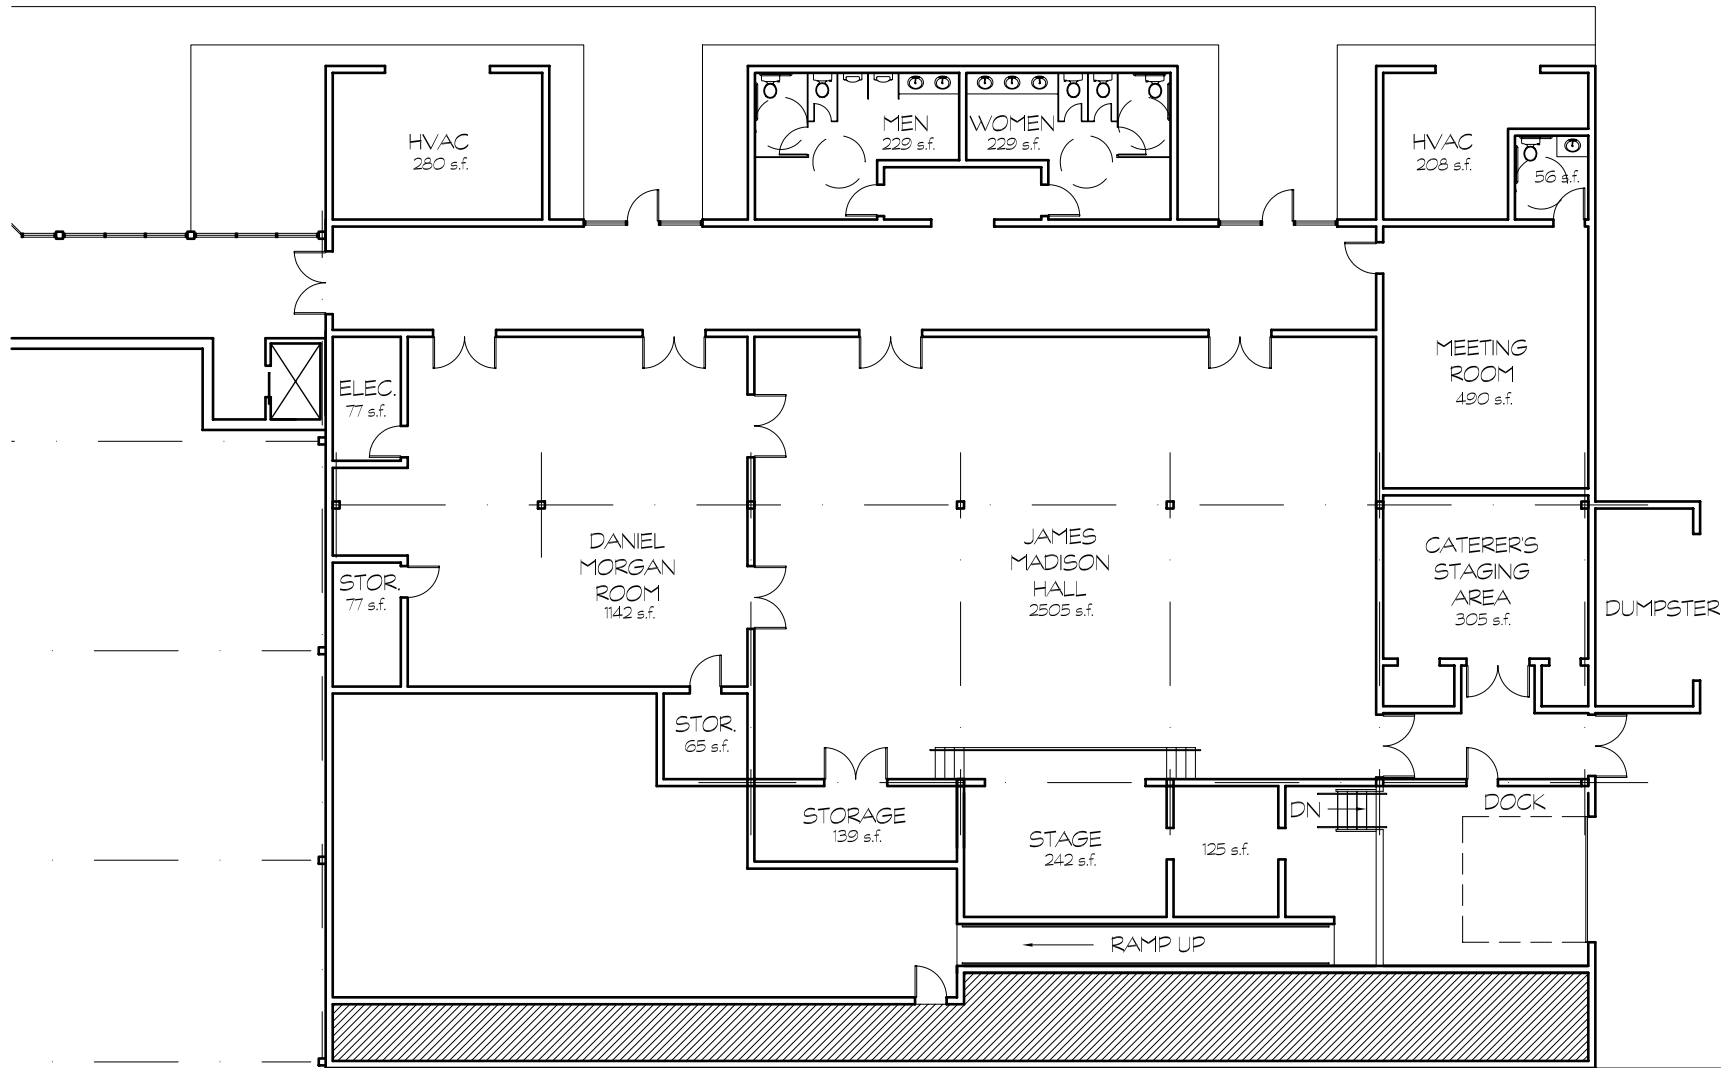 HVAC
280 s.f.
MEN
229 s.f.
WOMEN
229 s.f.
HVAC
208 s.f.
56 s.f.
ELEC.
77 s.f.
MEETING
ROOM
490 s.f.
DANIEL
MORGAN
ROOM
1142 s.f.
JAMES
MADISON
HALL
2505 s.f.
CATERER'S
STAGING
AREA
305 s.f.
DUMPSTER
STOR.
77 s.f.
STOR.
65 s.f.
STORAGE
139 s.f.
STAGE
242 s.f.
125 s.f.
DN
DOCK
RAMP UP